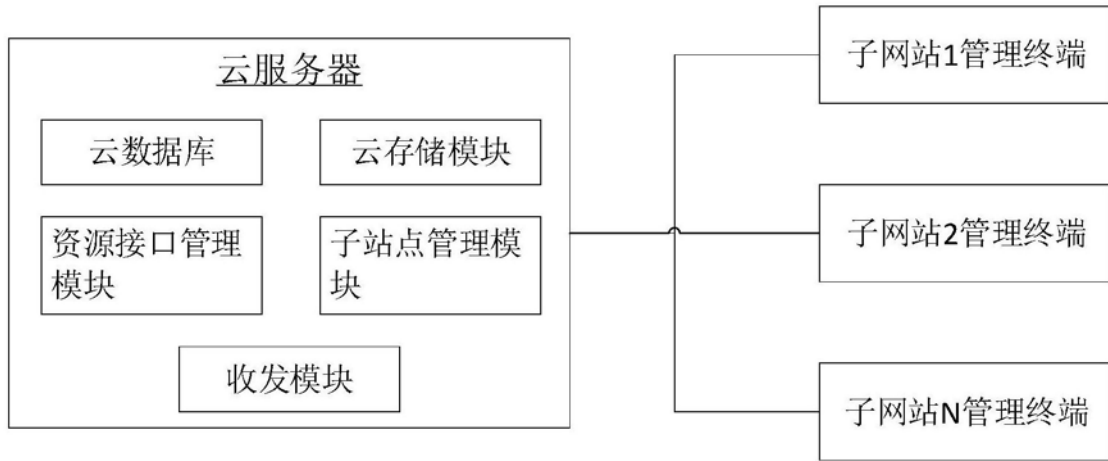 云服务器
云数据库
云存储模块
资源接口管理
模块
子站点管理模
块
收发模块
子网站1管理终端
子网站2管理终端
子网站N管理终端